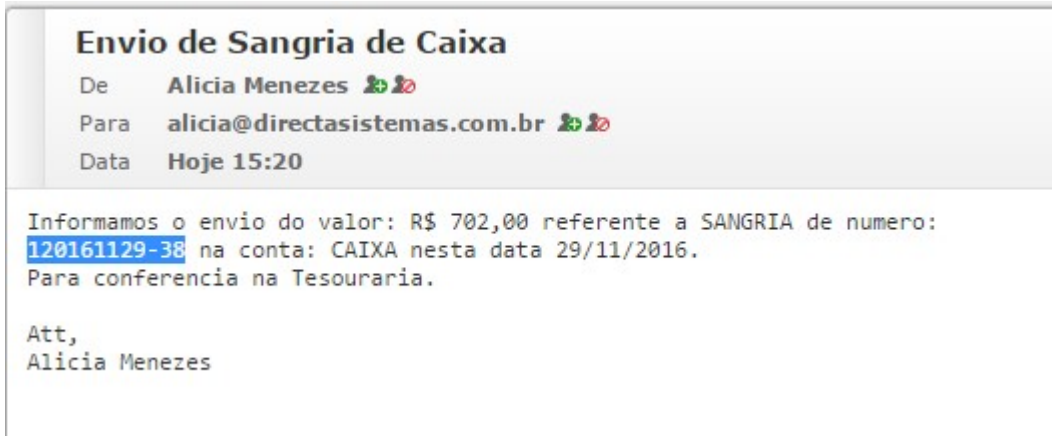 Envio de Sangria de Caixa
De Alicia Menezes
Para alicia@directasistemas.com.br
Data Hoje 15:20
Informamos o envio do valor: R$ 702,00 referente a SANGRIA de numero:
120161129-38 na conta: CAIXA nesta data 29/11/2016.
Para conferencia na Tesouraria.
Att,
Alicia Menezes